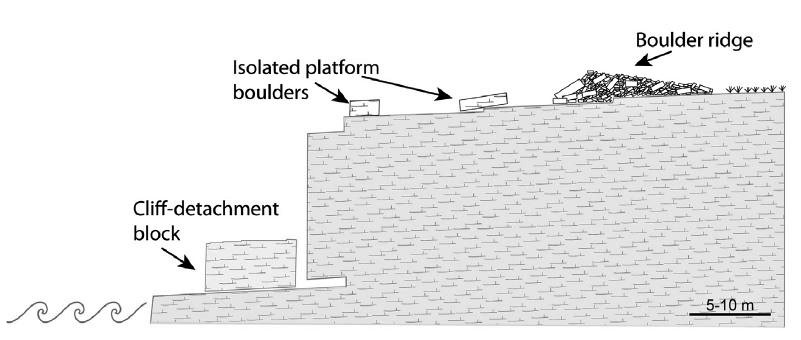 Boulder ridge
Isolated platform
boulders
Cliff-detachment
block
5-10 m